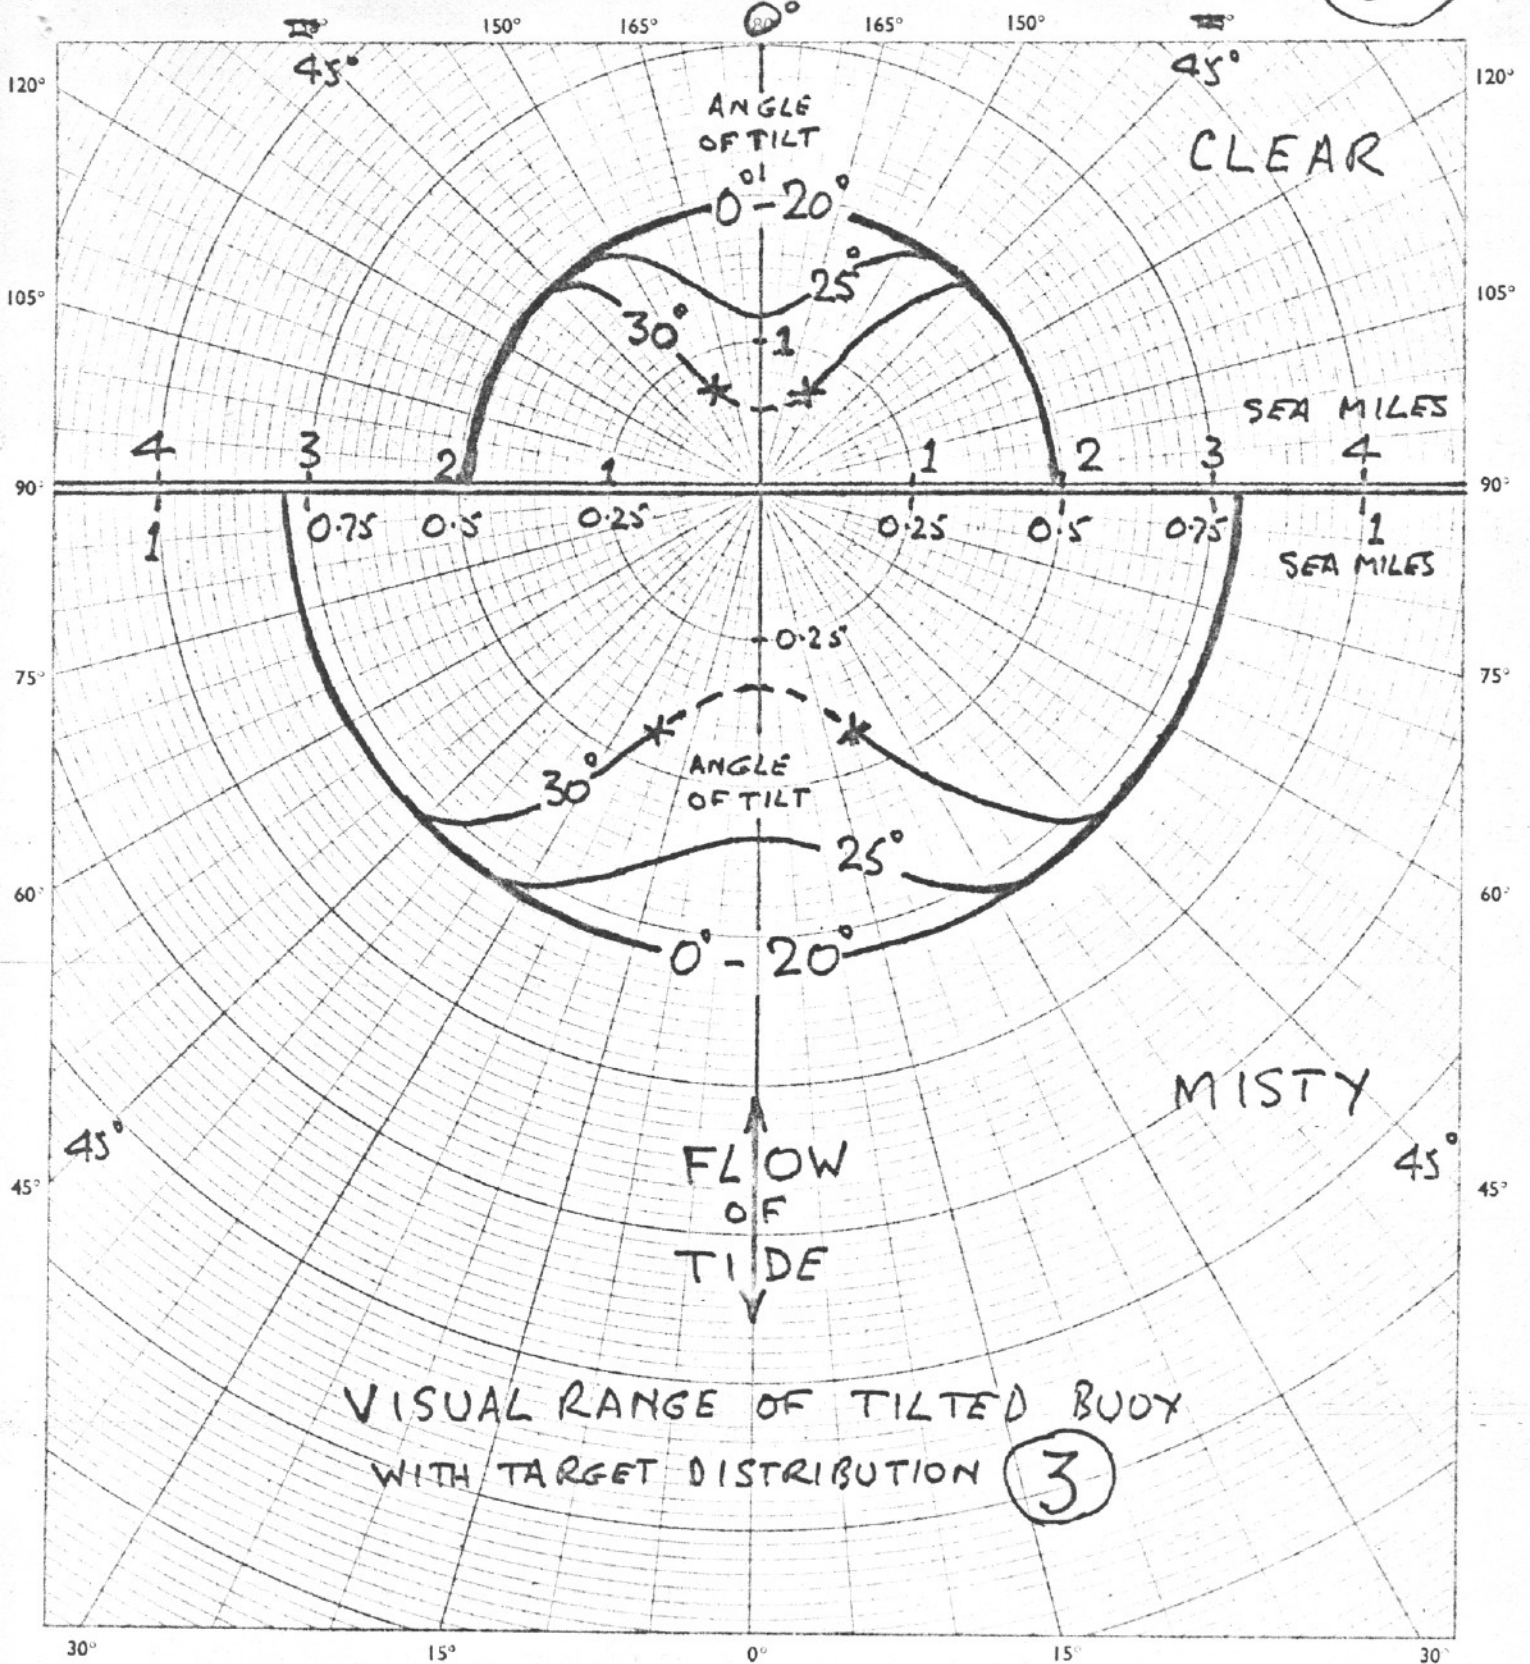 150° 165° 0° 165° 150°
45° 45°
120° 120°
ANGLE
OF TILT
CLEAR
0° - 20°
25°
30°
105° 105°
1
SEA MILES
4 3 2 1 1 2 3 4
90° 90°
1 0.75 0.5 0.25 0.25 0.5 0.75 1
SEA MILES
0.25
75° 75°
30°
ANGLE
OF TILT
25°
60° 60°
0° - 20°
MISTY
45° 45°
FLOW
45° 45°
OF
TIDE
VISUAL RANGE OF TILTED BUOY
WITH TARGET DISTRIBUTION 3
30° 15° 0° 15° 30°